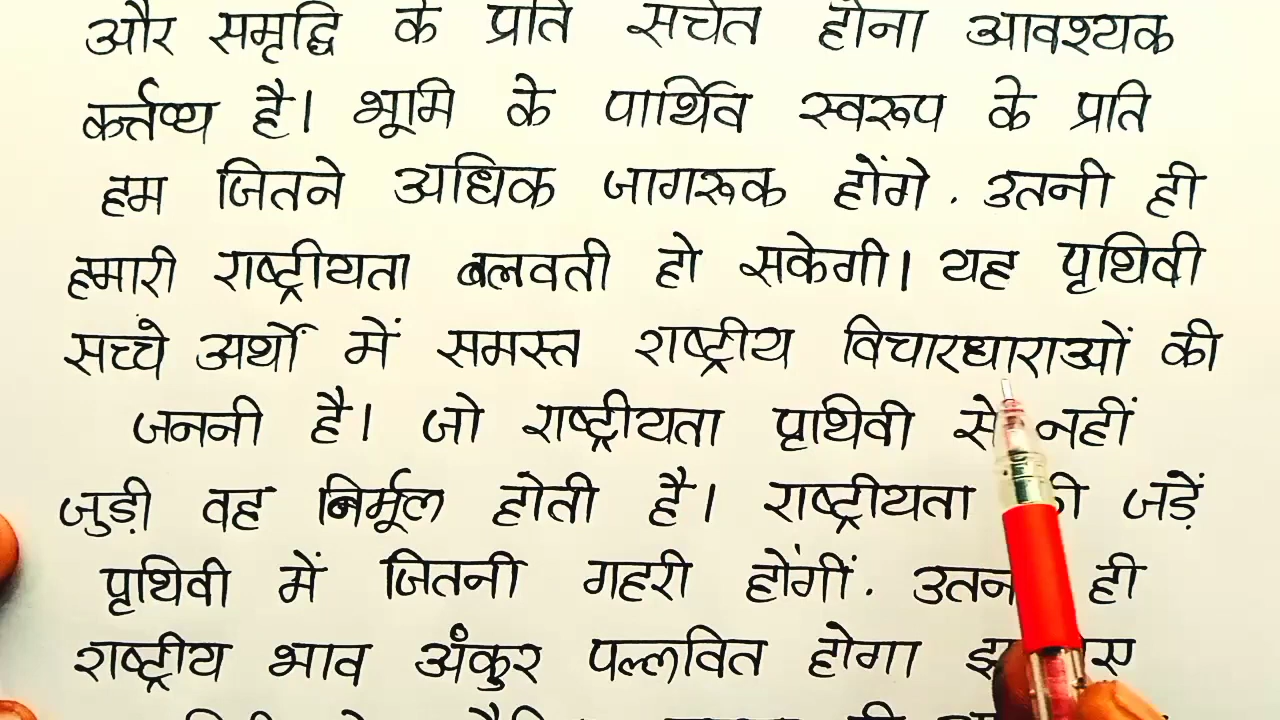 और समृद्धि के प्रति सचेत होना आवश्यक
कर्त्तव्य है। भूमि के पार्थिव स्वरूप के प्रति
हम जितने अधिक जागरूक होंगे . उतनी ही
हमारी राष्ट्रीयता बलवती हो सकेगी। यह पृथिवी
सच्चे अर्थों में समस्त राष्ट्रीय विचारधाराओं की
जननी है। जो राष्ट्रीयता पृथिवी से नहीं
जुड़ी वह निर्मूल होती है। राष्ट्रीयता जड़ें
पृथिवी में जितनी गहरी होंगीं. ही
राष्ट्रीय भाव अंकुर पल्लवित होगा